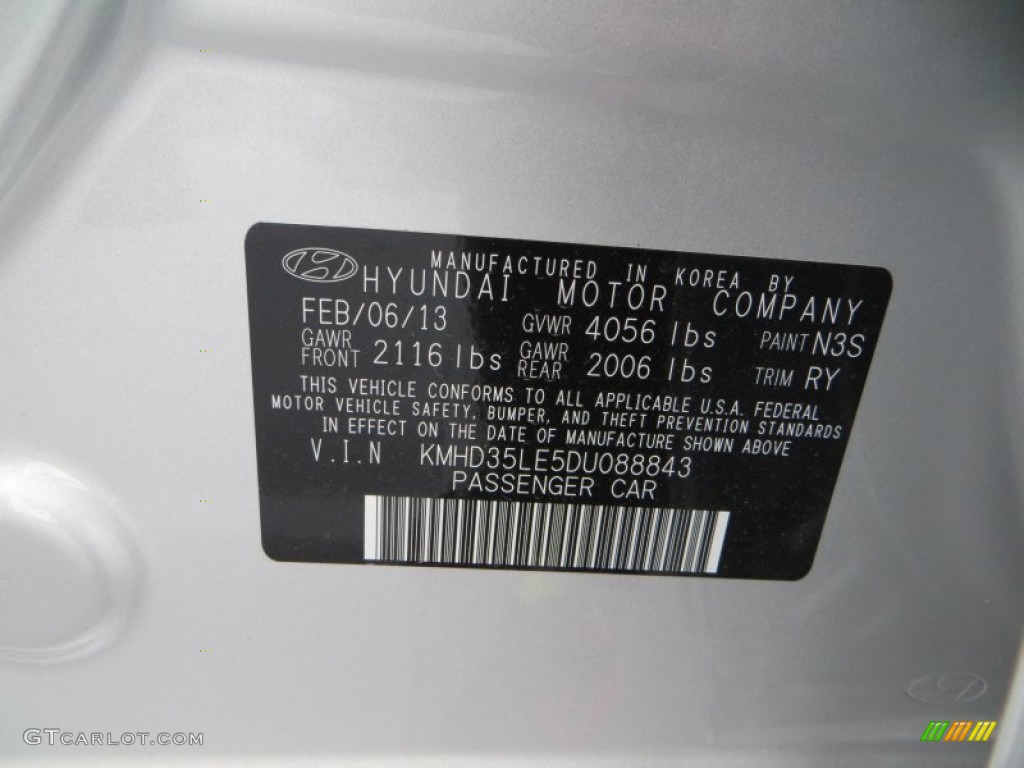 MANUFACTURED IN KOREA BY
HYUNDAI MOTOR COMPANY
FEB/06/13 GVWR 4056 lbs PAINT N3S
GAWR FRONT 2116 lbs GAWR REAR 2006 lbs TRIM RY
THIS VEHICLE CONFORMS TO ALL APPLICABLE U.S.A. FEDERAL
MOTOR VEHICLE SAFETY, BUMPER, AND THEFT PREVENTION STANDARDS
IN EFFECT ON THE DATE OF MANUFACTURE SHOWN ABOVE
V.I.N KMHD35LE5DU088843
PASSENGER CAR
GTCARLOT.COM